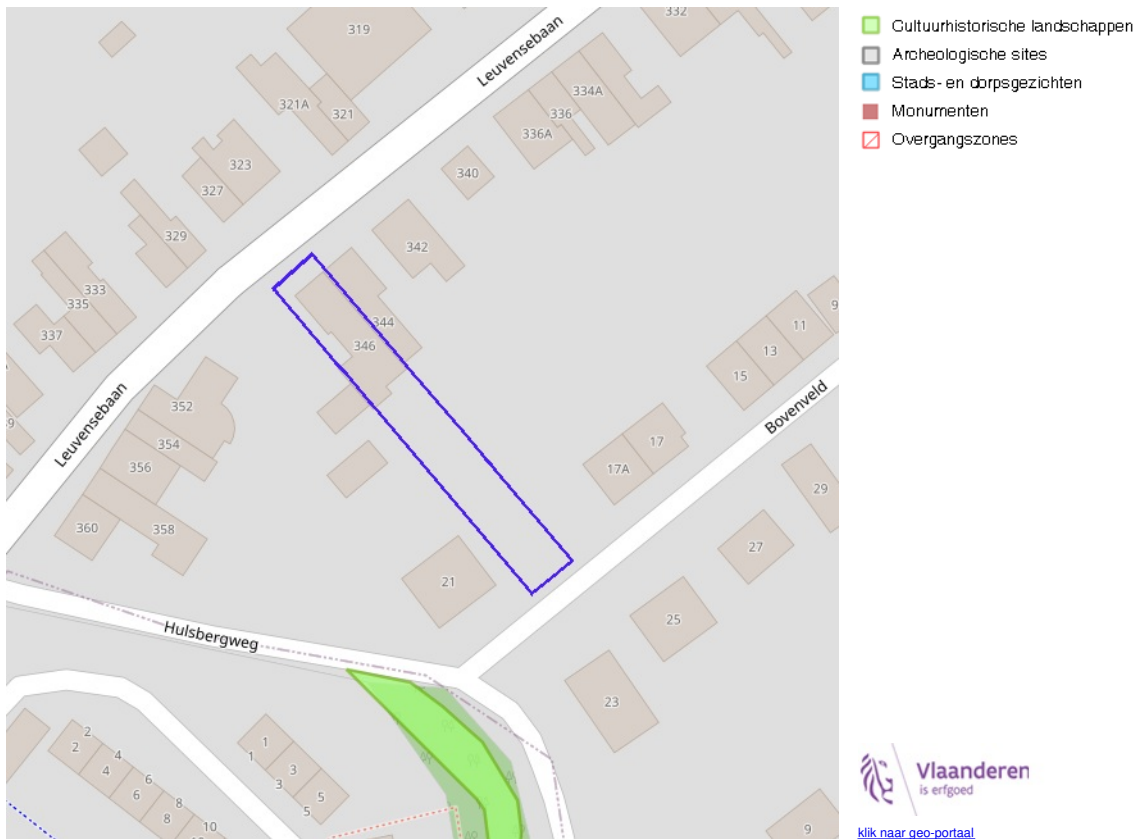 319
Leuvensebaan
332
321A
321
334A
336
336A
323
327
340
329
342
333
335
337
344
346
9
11
13
15
352
354
356
358
360
Leuvensebaan
Bovenveld
17
17A
29
27
21
25
23
Hulsbergweg
2
2
4
4
6
6
8
8
10
1
1
3
3
5
5
9
Cultuurhistorische landschappen
Archeologische sites
Stads- en dorpsgezichten
Monumenten
Overgangszones
Vlaanderen
is erfgoed
klik naar geo-portaal